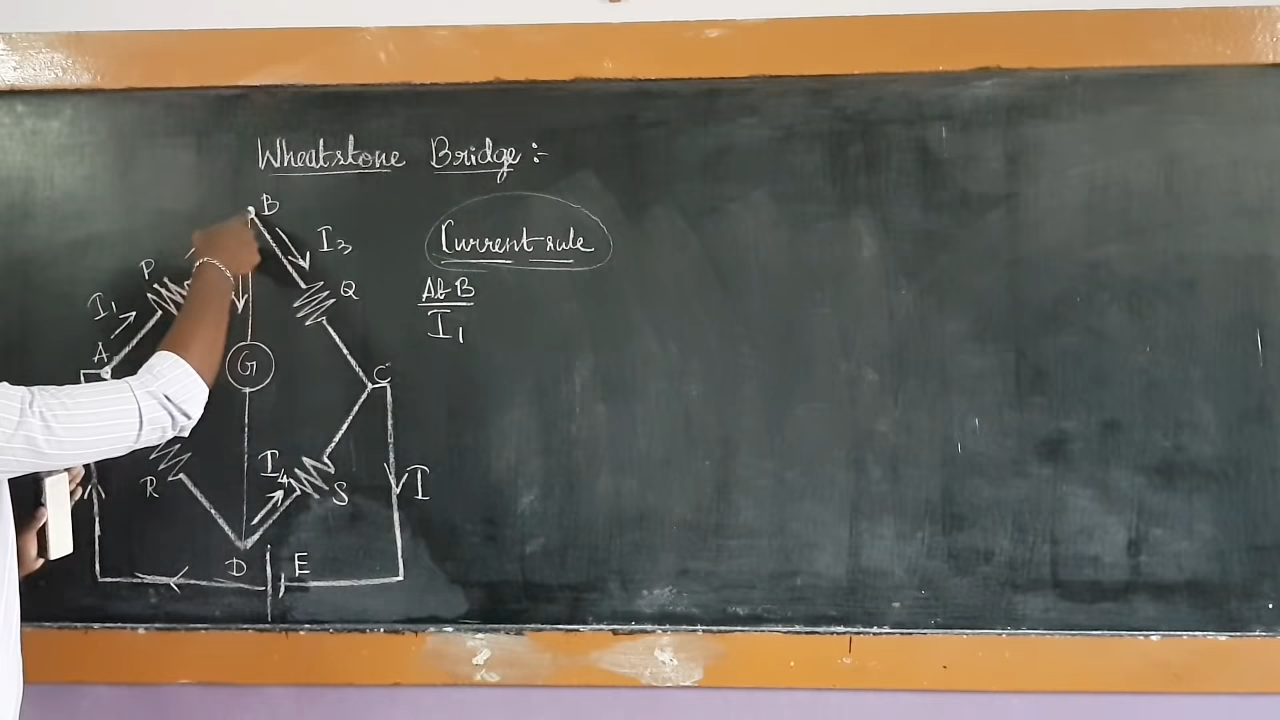 Wheatstone Bridge :-
B
I3
Current rule
P
Q
At B
I1
I1
A
G
C
I4
R
S
I
D
E